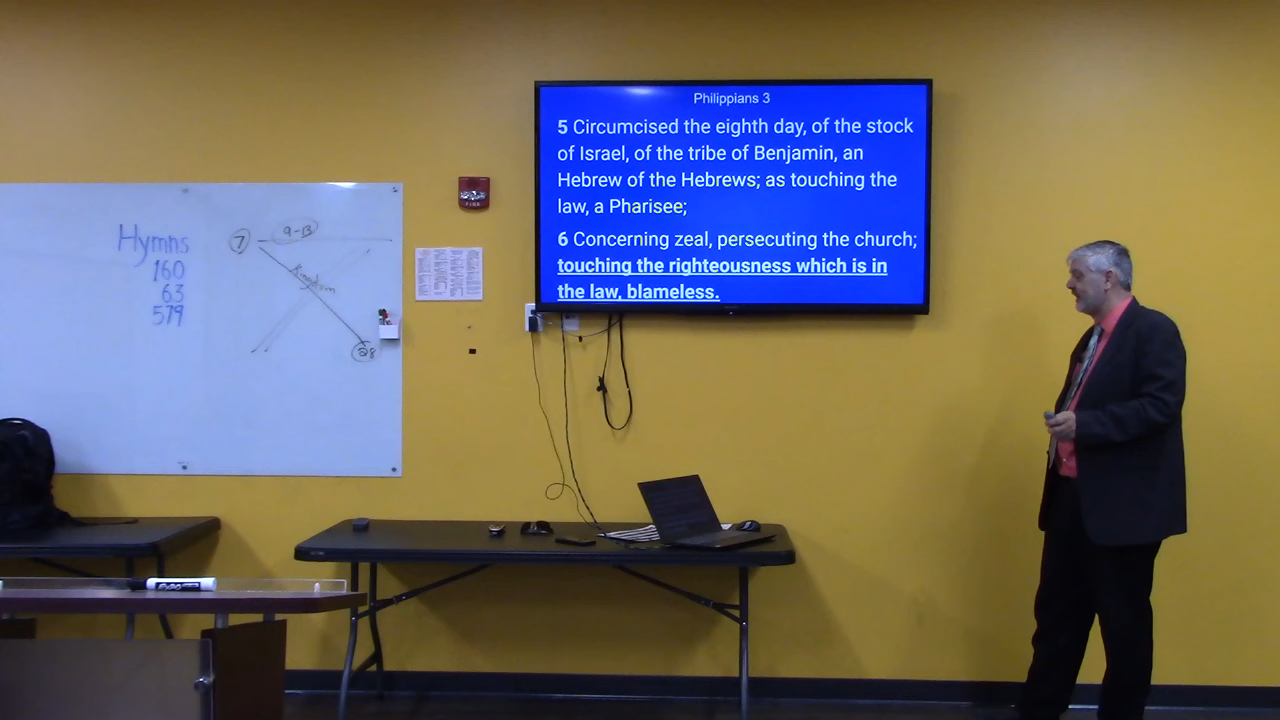 Philippians 3
5 Circumcised the eighth day, of the stock
of Israel, of the tribe of Benjamin, an
Hebrew of the Hebrews; as touching the
law, a Pharisee;
6 Concerning zeal, persecuting the church;
touching the righteousness which is in
the law, blameless.
Hymns
160
63
579
7
9-13
Kingdom
28
FIRE
EXPO